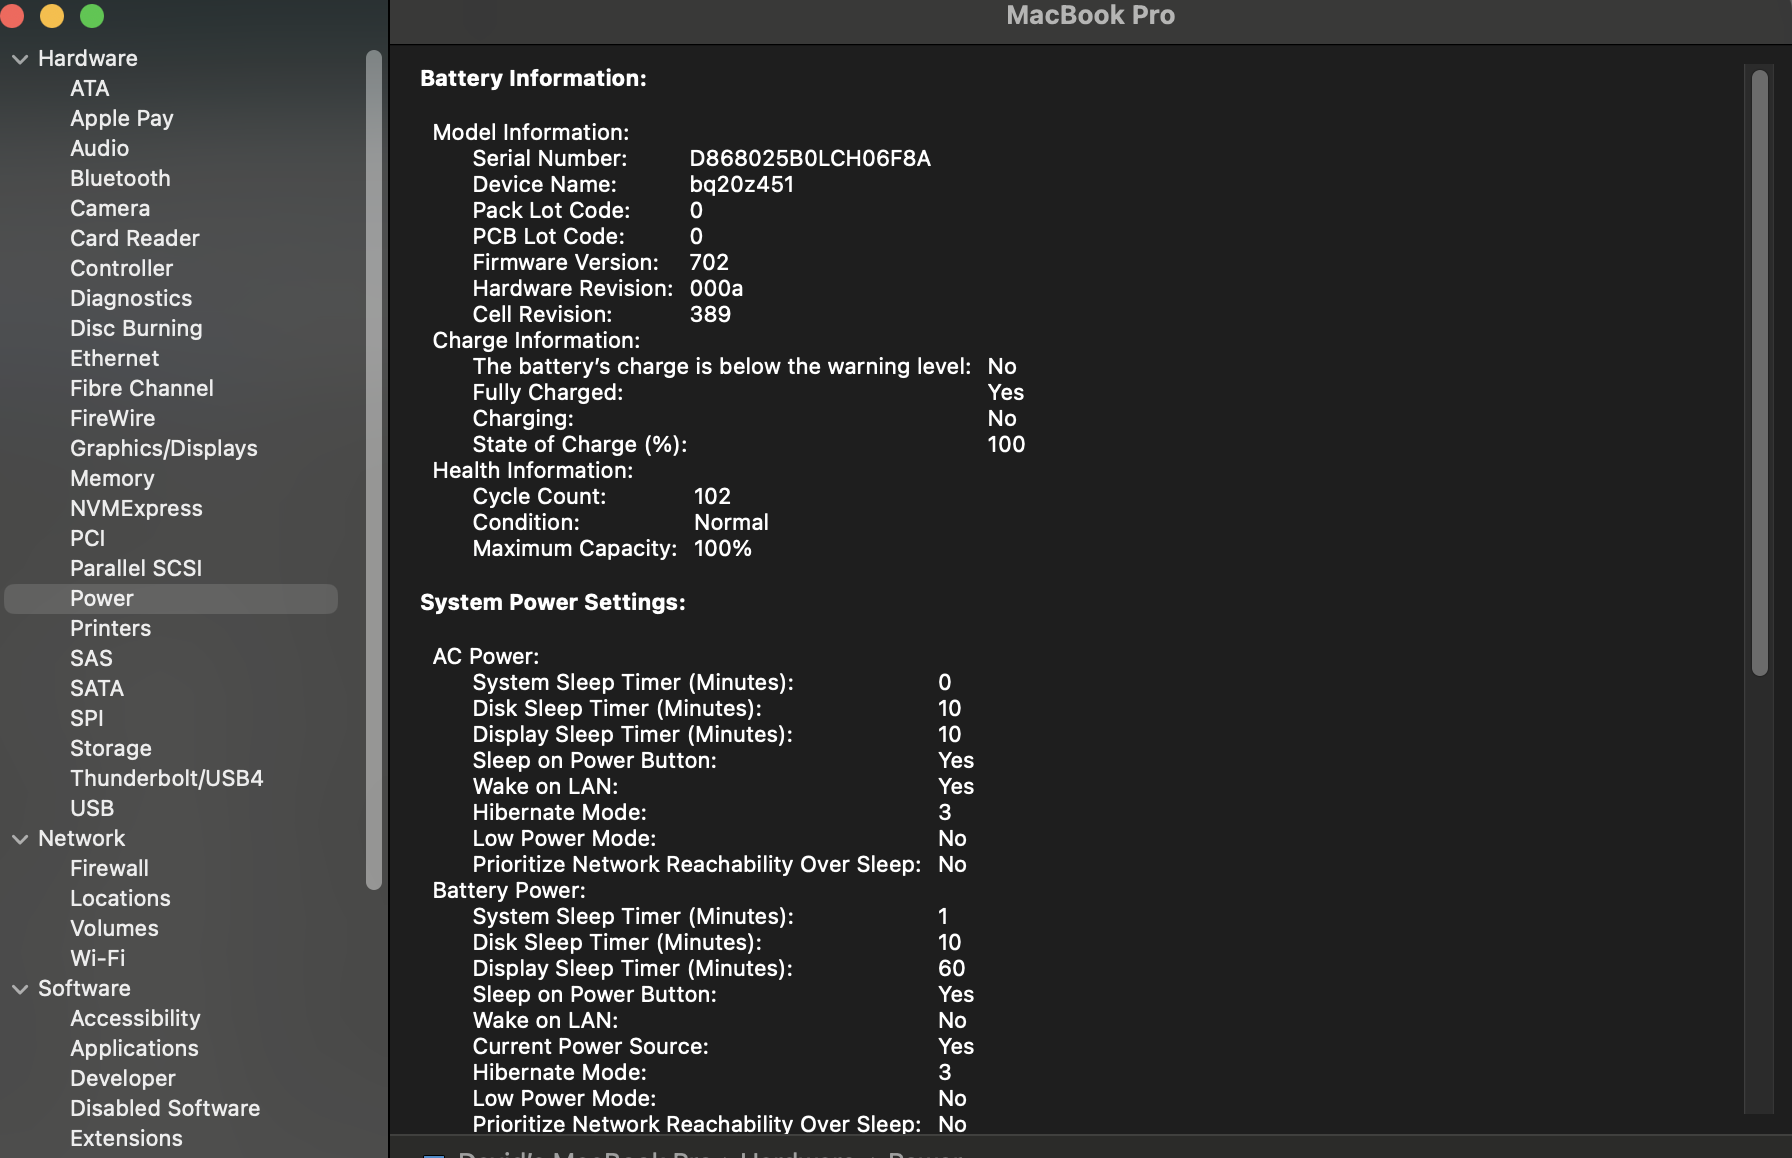 MacBook Pro
Hardware
ATA
Apple Pay
Audio
Bluetooth
Camera
Card Reader
Controller
Diagnostics
Disc Burning
Ethernet
Fibre Channel
FireWire
Graphics/Displays
Memory
NVMExpress
PCI
Parallel SCSI
Power
Printers
SAS
SATA
SPI
Storage
Thunderbolt/USB4
USB
Network
Firewall
Locations
Volumes
Wi-Fi
Software
Accessibility
Applications
Developer
Disabled Software
Extensions
Battery Information:
Model Information:
Serial Number: D868025B0LCH06F8A
Device Name: bq20z451
Pack Lot Code: 0
PCB Lot Code: 0
Firmware Version: 702
Hardware Revision: 000a
Cell Revision: 389
Charge Information:
The battery's charge is below the warning level: No
Fully Charged: Yes
Charging: No
State of Charge (%): 100
Health Information:
Cycle Count: 102
Condition: Normal
Maximum Capacity: 100%
System Power Settings:
AC Power:
System Sleep Timer (Minutes): 0
Disk Sleep Timer (Minutes): 10
Display Sleep Timer (Minutes): 10
Sleep on Power Button: Yes
Wake on LAN: Yes
Hibernate Mode: 3
Low Power Mode: No
Prioritize Network Reachability Over Sleep: No
Battery Power:
System Sleep Timer (Minutes): 1
Disk Sleep Timer (Minutes): 10
Display Sleep Timer (Minutes): 60
Sleep on Power Button: Yes
Wake on LAN: No
Current Power Source: Yes
Hibernate Mode: 3
Low Power Mode: No
Prioritize Network Reachability Over Sleep: No
David's MacBook Pro › Hardware › Power